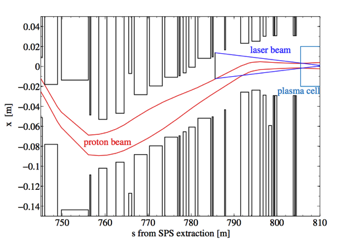 0.04
0.02
0
-0.02
-0.04
-0.06
-0.08
-0.1
-0.12
-0.14
x [m]
laser beam
plasma cell
proton beam
750 760 770 780 790 800 810
s from SPS extraction [m]